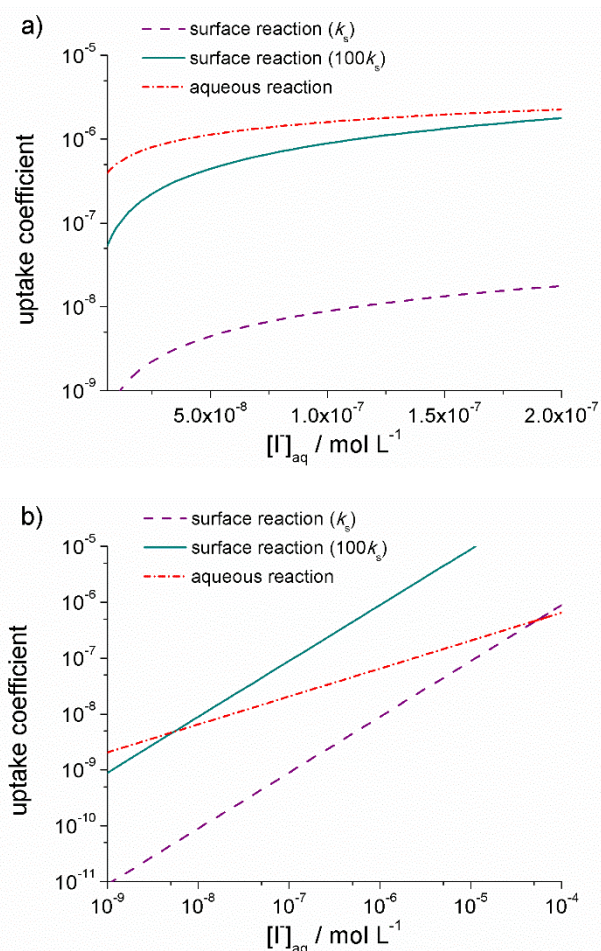 a)
surface reaction (kₛ)
surface reaction (100kₛ)
aqueous reaction
10⁻⁵
10⁻⁶
10⁻⁷
10⁻⁸
10⁻⁹
uptake coefficient
5.0x10⁻⁸ 1.0x10⁻⁷ 1.5x10⁻⁷ 2.0x10⁻⁷
[I⁻]aq / mol L⁻¹
b)
surface reaction (kₛ)
surface reaction (100kₛ)
aqueous reaction
10⁻⁵
10⁻⁶
10⁻⁷
10⁻⁸
10⁻⁹
10⁻¹⁰
10⁻¹¹
uptake coefficient
10⁻⁹ 10⁻⁸ 10⁻⁷ 10⁻⁶ 10⁻⁵ 10⁻⁴
[I⁻]aq / mol L⁻¹